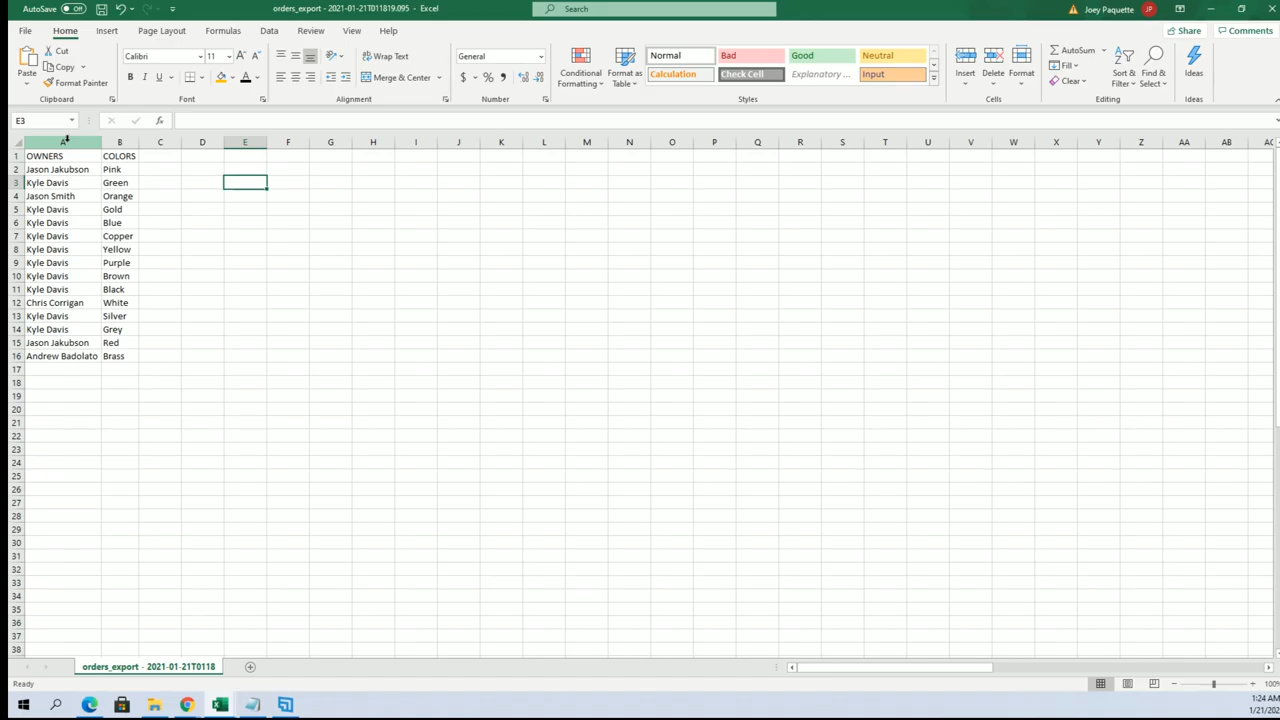 AutoSave Off orders_export - 2021-01-21T011819.095 - Excel Search Joey Paquette JP
File Home Insert Page Layout Formulas Data Review View Help Share Comments
Paste Cut Copy Format Painter Clipboard
Calibri 11 B I U A Font
Wrap Text Merge & Center Alignment
General $ % Number
Conditional Formatting Format as Table Normal Bad Good Neutral Calculation Check Cell Explanatory ... Input Styles
Insert Delete Format Cells
AutoSum Fill Clear Sort & Filter Find & Select Editing
Ideas Ideas
E3 fx
A B C D E F G H I J K L M N O P Q R S T U V W X Y Z AA AB AC
1 OWNERS COLORS
2 Jason Jakubson Pink
3 Kyle Davis Green
4 Jason Smith Orange
5 Kyle Davis Gold
6 Kyle Davis Blue
7 Kyle Davis Copper
8 Kyle Davis Yellow
9 Kyle Davis Purple
10 Kyle Davis Brown
11 Kyle Davis Black
12 Chris Corrigan White
13 Kyle Davis Silver
14 Kyle Davis Grey
15 Jason Jakubson Red
16 Andrew Badolato Brass
17
18
19
20
21
22
23
24
25
26
27
28
29
30
31
32
33
34
35
36
37
38
orders_export - 2021-01-21T0118
Ready 100%
1:24 AM
1/21/202